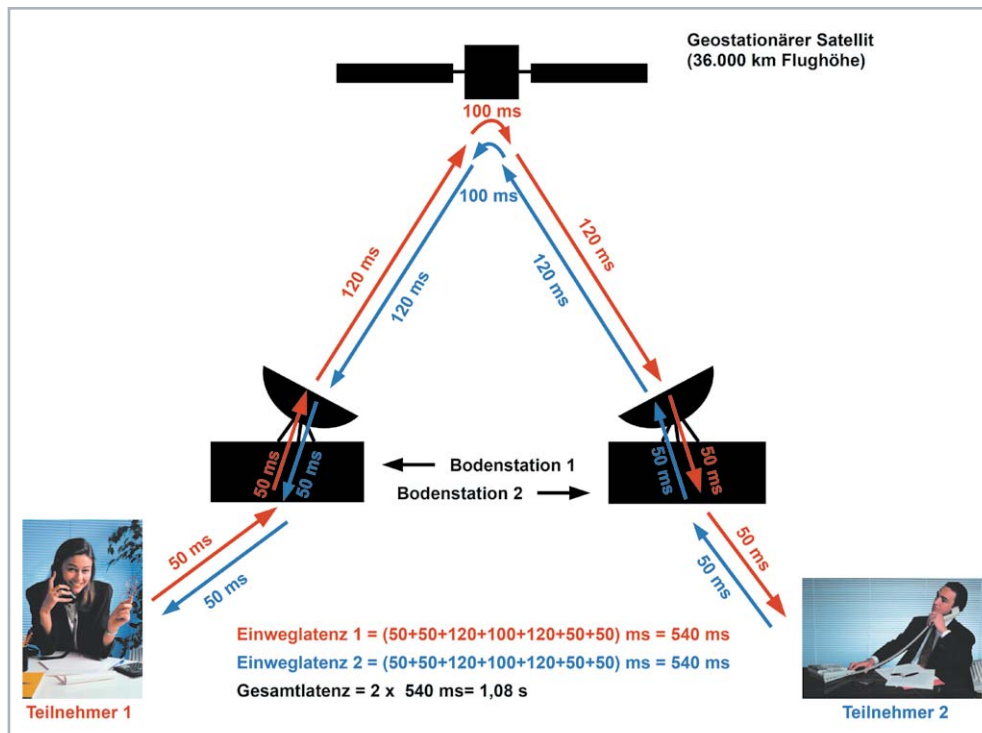 Geostationärer Satellit
(36.000 km Flughöhe)
100 ms
100 ms
120 ms
120 ms
120 ms
120 ms
Bodenstation 1
Bodenstation 2
50 ms
50 ms
50 ms
50 ms
50 ms
50 ms
50 ms
50 ms
Einweglatenz 1 = (50+50+120+100+120+50+50) ms = 540 ms
Einweglatenz 2 = (50+50+120+100+120+50+50) ms = 540 ms
Gesamtlatenz = 2 x 540 ms= 1,08 s
Teilnehmer 1
Teilnehmer 2